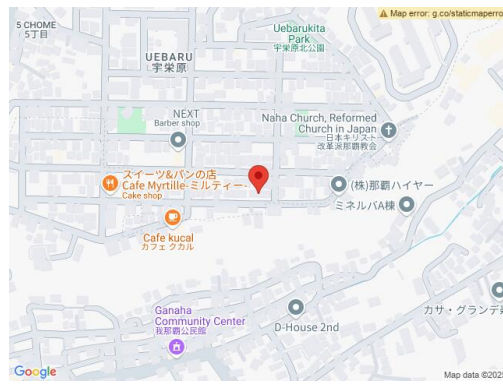 5 CHOME
5丁目
Map error: g.co/staticmaperro
Uebarukita
Park
宇栄原北公園
UEBARU
宇栄原
NEXT
Barber shop
Naha Church, Reformed
Church in Japan
日本キリスト
改革派那覇教会
スイーツ&パンの店
Cafe Myrtille-ミルティー-
Cake shop
(株)那覇ハイヤー
ミネルバA棟
Cafe kucal
カフェ クカル
Ganaha
Community Center
我那覇公民館
D-House 2nd
カサ・グランデ
Google
Map data ©202